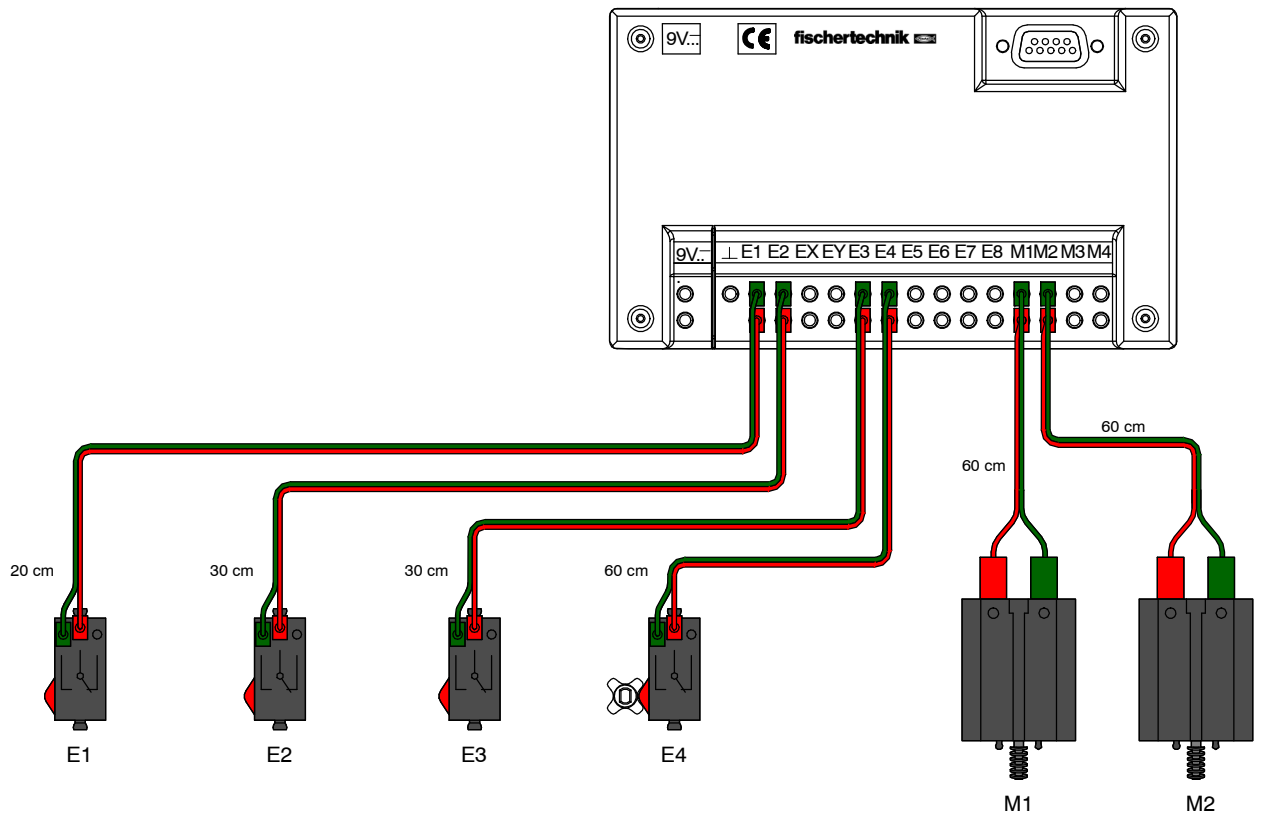 9V⎓ CE fischertechnik
9V⎓ ⊥ E1 E2 EX EY E3 E4 E5 E6 E7 E8 M1 M2 M3 M4
60 cm
60 cm
20 cm 30 cm 30 cm 60 cm
E1 E2 E3 E4
M1 M2